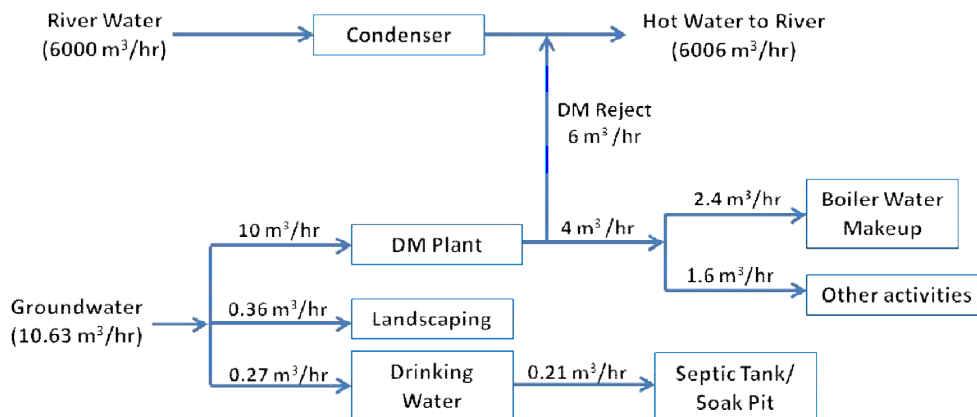 River Water
(6000 m³/hr)
Condenser
Hot Water to River
(6006 m³/hr)
DM Reject
6 m³ /hr
10 m³/hr
DM Plant
4 m³/hr
2.4 m³/hr
Boiler Water
Makeup
1.6 m³/hr
Other activities
Groundwater
(10.63 m³/hr)
0.36 m³/hr
Landscaping
0.27 m³/hr
Drinking
Water
0.21 m³/hr
Septic Tank/
Soak Pit